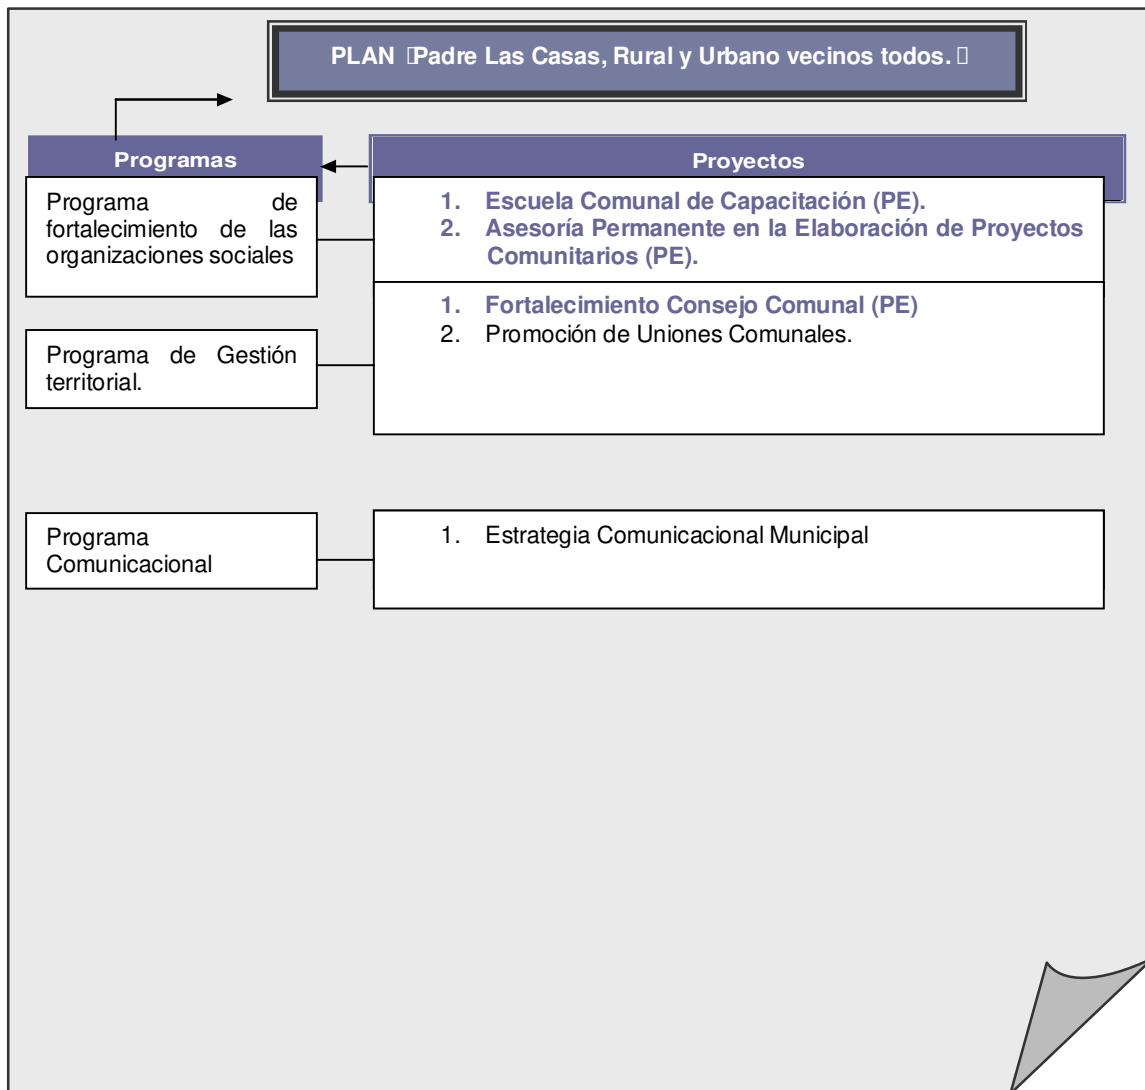 PLAN Padre Las Casas, Rural y Urbano vecinos todos.
Programas
Proyectos
Programa de
fortalecimiento de las
organizaciones sociales
1. Escuela Comunal de Capacitación (PE).
2. Asesoría Permanente en la Elaboración de Proyectos
Comunitarios (PE).
Programa de Gestión
territorial.
1. Fortalecimiento Consejo Comunal (PE)
2. Promoción de Uniones Comunales.
Programa
Comunicacional
1. Estrategia Comunicacional Municipal